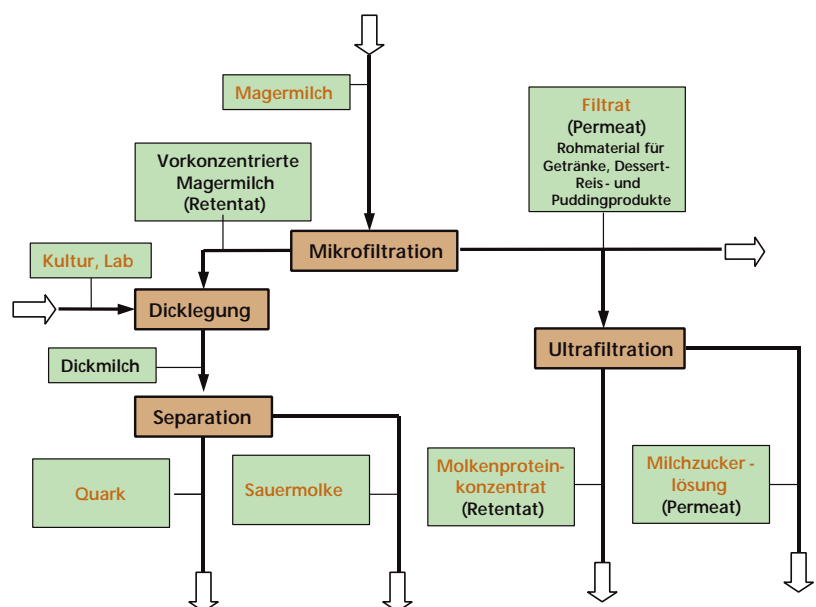 Magermilch
Filtrat
(Permeat)
Rohmaterial für
Getränke, Dessert-
Reis- und
Puddingprodukte
Vorkonzentrierte
Magermilch
(Retentat)
Mikrofiltration
Kultur, Lab
Dicklegung
Ultrafiltration
Dickmilch
Separation
Quark
Sauermolke
Molkenprotein-
konzentrat
(Retentat)
Milchzucker-
lösung
(Permeat)